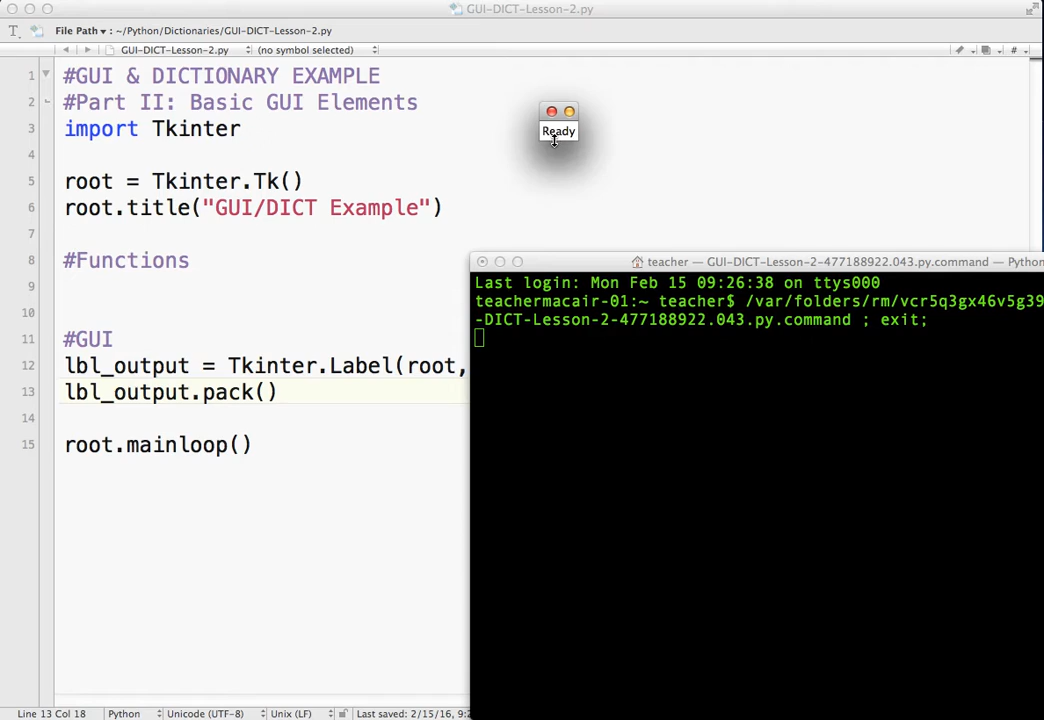 GUI-DICT-Lesson-2.py
File Path ▾ : ~/Python/Dictionaries/GUI-DICT-Lesson-2.py
GUI-DICT-Lesson-2.py (no symbol selected) #
1 #GUI & DICTIONARY EXAMPLE
2 #Part II: Basic GUI Elements
3 import Tkinter
4
5 root = Tkinter.Tk()
6 root.title("GUI/DICT Example")
7
8 #Functions
9
10
11 #GUI
12 lbl_output = Tkinter.Label(root,
13 lbl_output.pack()
14
15 root.mainloop()
Ready
teacher — GUI-DICT-Lesson-2-477188922.043.py.command — Python
Last login: Mon Feb 15 09:26:38 on ttys000
teachermacair-01:~ teacher$ /var/folders/rm/vcr5q3gx46v5g39
-DICT-Lesson-2-477188922.043.py.command ; exit;
Line 13 Col 18 Python Unicode (UTF-8) Unix (LF) Last saved: 2/15/16, 9:2